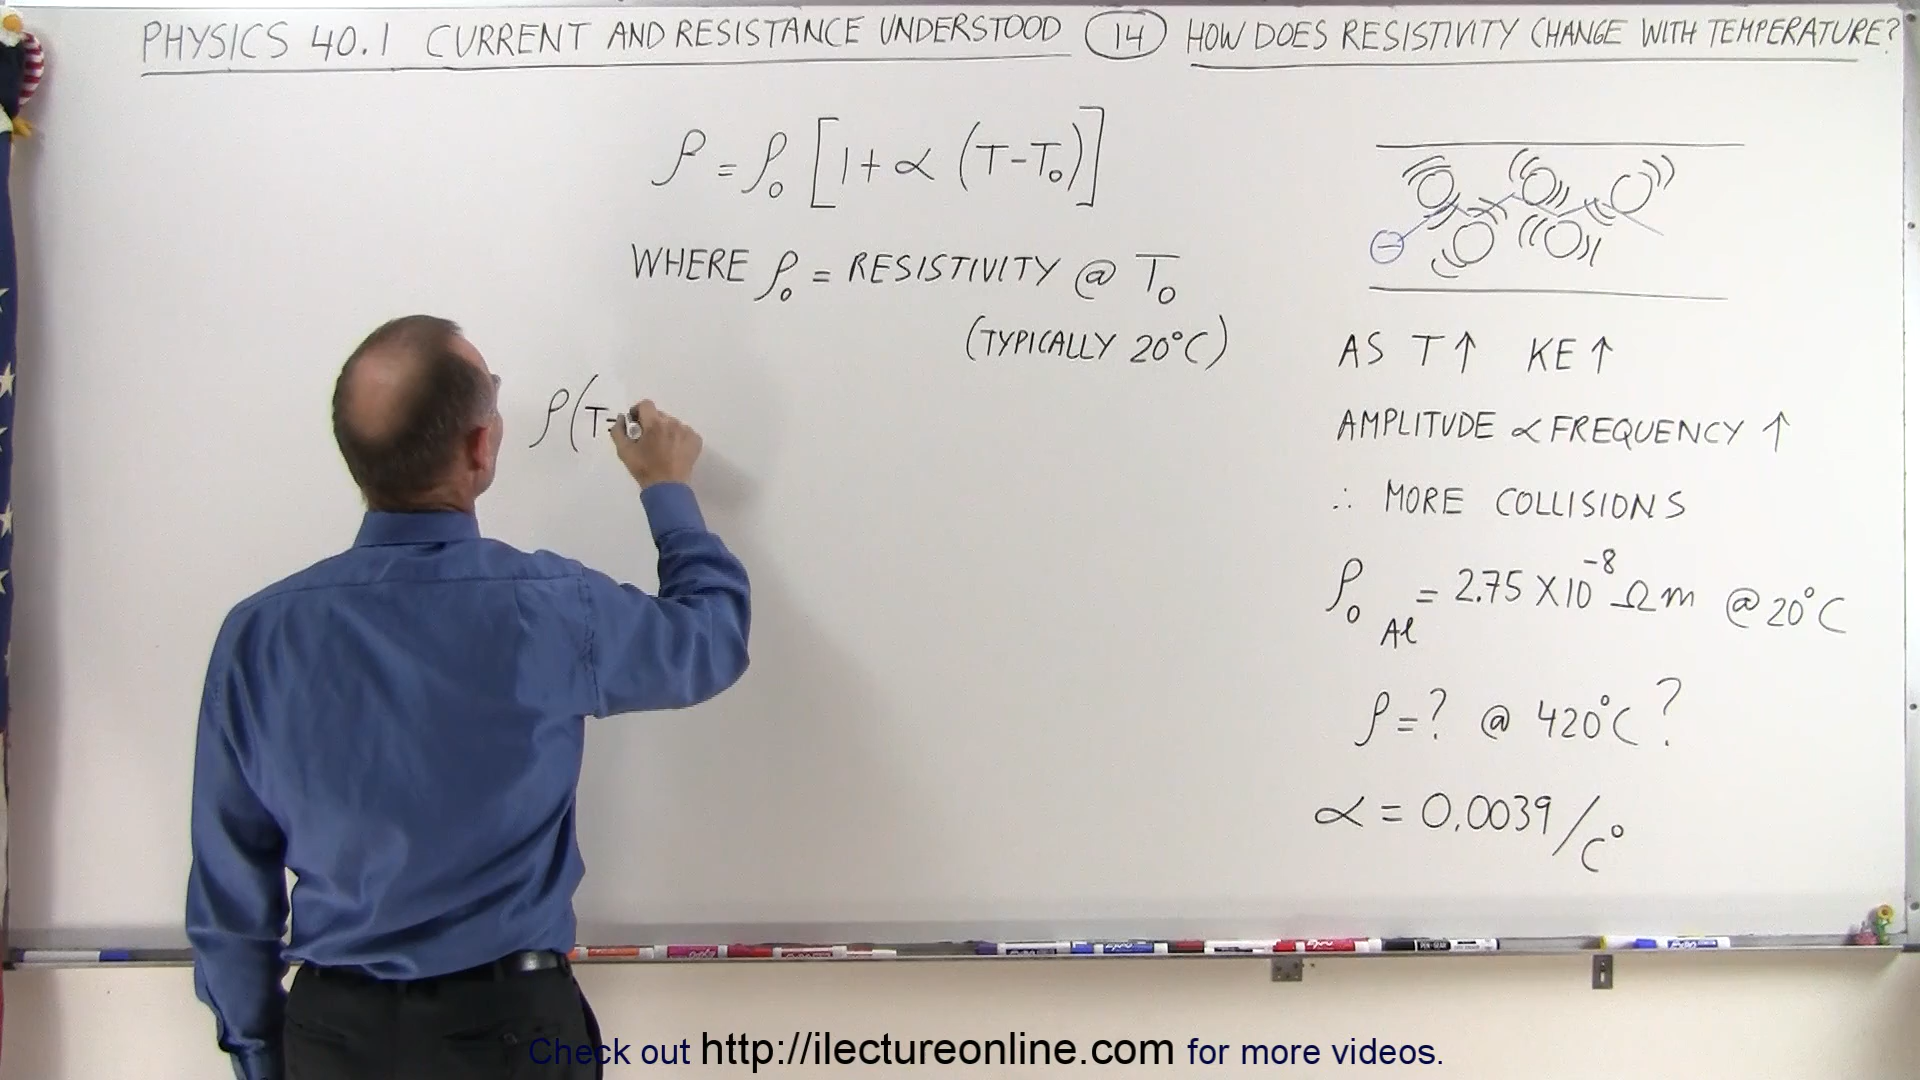 PHYSICS 40.1 CURRENT AND RESISTANCE UNDERSTOOD 14 HOW DOES RESISTIVITY CHANGE WITH TEMPERATURE?
ρ = ρ₀ [1 + α (T-T₀)]
WHERE ρ₀ = RESISTIVITY @ T₀
(TYPICALLY 20°C)
ρ(T=
AS T↑ KE↑
AMPLITUDE α FREQUENCY ↑
∴ MORE COLLISIONS
ρ₀ Al = 2.75 X10⁻⁸ Ωm @ 20°C
ρ = ? @ 420°C ?
α = 0.0039/C°
Check out http://ilectureonline.com for more videos.